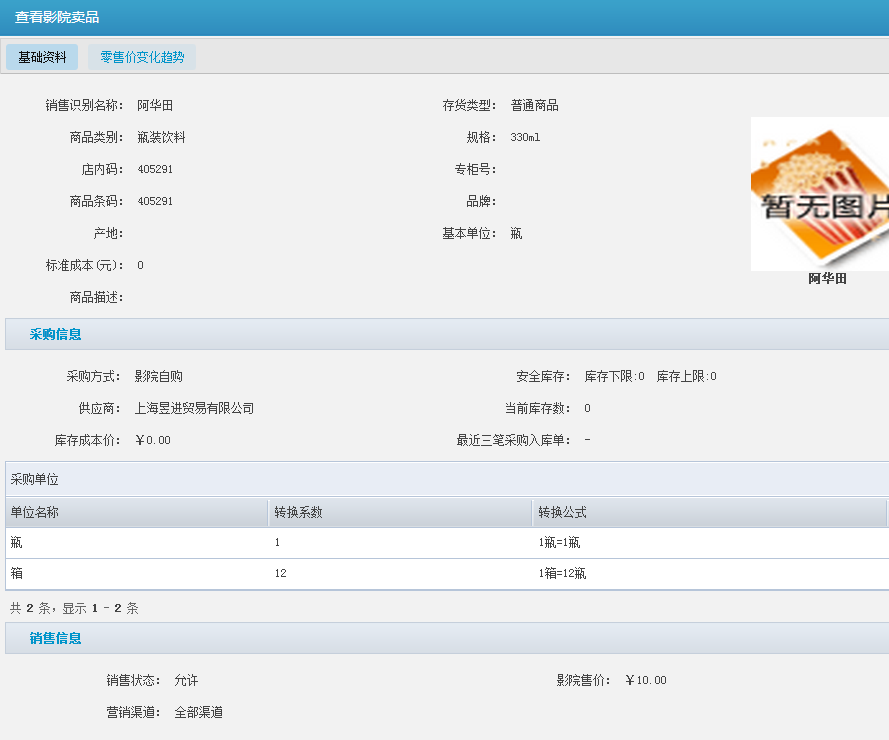 查看影院卖品
基础资料 零售价变化趋势
销售识别名称： 阿华田 存货类型： 普通商品
商品类别： 瓶装饮料 规格： 330ml
店内码： 405291 专柜号：
商品条码： 405291 品牌：
产地： 基本单位： 瓶
标准成本(元)： 0
商品描述：
暂无图片
阿华田
采购信息
采购方式： 影院自购 安全库存： 库存下限:0 库存上限:0
供应商： 上海昱进贸易有限公司 当前库存数： 0
库存成本价： ￥0.00 最近三笔采购入库单： -
采购单位
单位名称 转换系数 转换公式
瓶 1 1瓶=1瓶
箱 12 1箱=12瓶
共 2 条，显示 1 - 2 条
销售信息
销售状态： 允许 影院售价： ￥10.00
营销渠道： 全部渠道